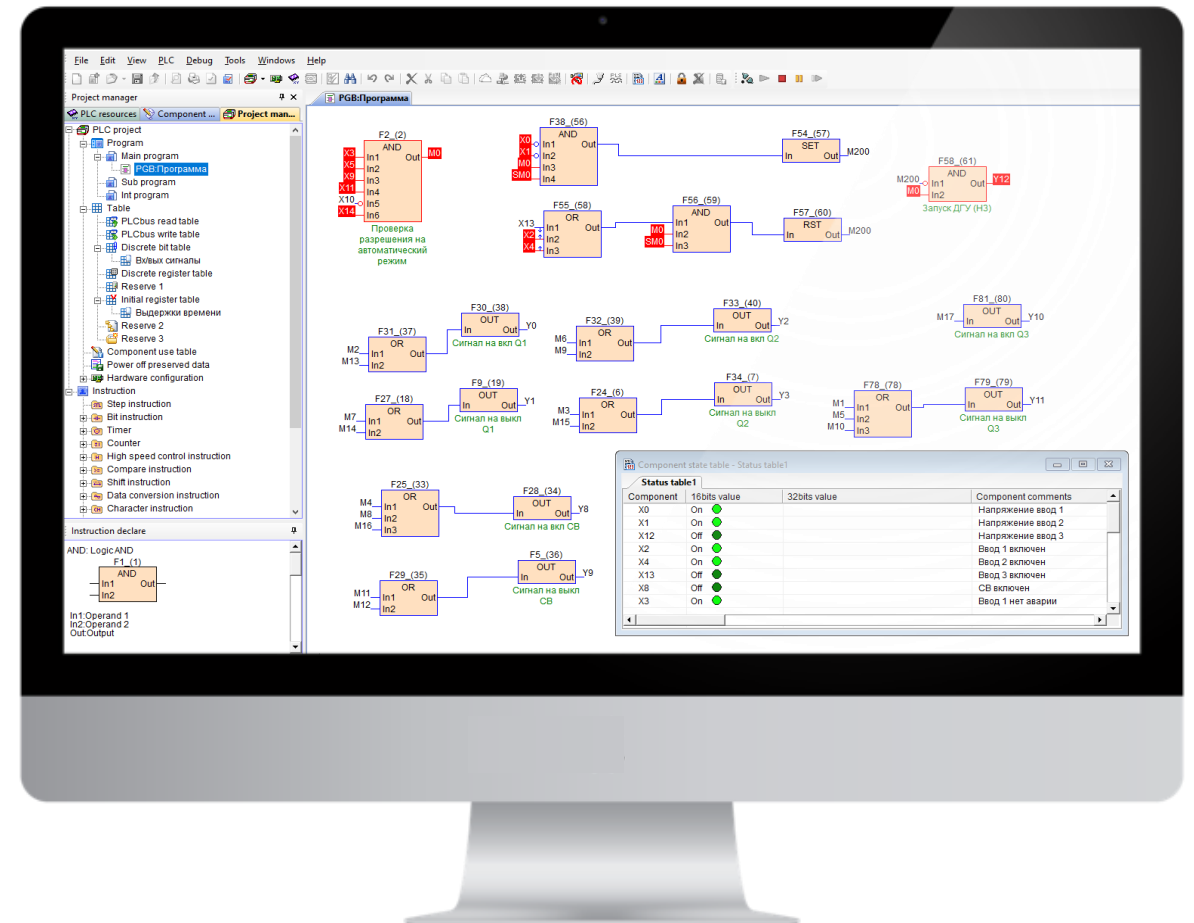 File Edit View PLC Debug Tools Windows Help
Project manager
PLC resources Component ... Project man...
PLC project
Program
Main program
PGB:Программа
Sub program
Int program
Table
PLCbus read table
PLCbus write table
Discrete bit table
Вх/вых сигналы
Discrete register table
Reserve 1
Initial register table
Выдержки времени
Reserve 2
Reserve 3
Component use table
Power off preserved data
Hardware configuration
Instruction
Step instruction
Bit instruction
Timer
Counter
High speed control instruction
Compare instruction
Shift instruction
Data conversion instruction
Character instruction
Instruction declare
AND: Logic AND
F1_(1)
AND
In1 Out
In2
In1:Operand 1
In2:Operand 2
Out:Output
PGB:Программа
F2_(2)
AND
X3 In1 Out M0
X5 In2
X9 In3
X11 In4
X10 In5
X14 In6
Проверка
разрешения на
автоматический
режим
F38_(56)
AND
X0 In1 Out
X1 In2
M0 In3
SM0 In4
F54_(57)
SET
In Out M200
F58_(61)
AND
M200 In1 Out Y12
M0 In2
Запуск ДГУ (НЗ)
F55_(58)
OR
X13 In1 Out
X2 In2
X4 In3
F56_(59)
AND
In1 Out
M0 In2
SM0 In3
F57_(60)
RST
In Out M200
F31_(37)
OR
M2 In1 Out
M13 In2
F30_(38)
OUT
In Out Y0
Сигнал на вкл Q1
F32_(39)
OR
M6 In1 Out
M9 In2
F33_(40)
OUT
In Out Y2
Сигнал на вкл Q2
F81_(80)
OUT
M17 In Out Y10
Сигнал на вкл Q3
F27_(18)
OR
M7 In1 Out
M14 In2
F9_(19)
OUT
In Out Y1
Сигнал на выкл
Q1
F24_(6)
OR
M3 In1 Out
M15 In2
F34_(7)
OUT
In Out Y3
Сигнал на выкл
Q2
F78_(78)
OR
M1 In1 Out
M5 In2
M10 In3
F79_(79)
OUT
In Out Y11
Сигнал на выкл
Q3
F25_(33)
OR
M4 In1 Out
M8 In2
M16 In3
F28_(34)
OUT
In Out Y8
Сигнал на вкл СВ
F29_(35)
OR
M11 In1 Out
M12 In2
F5_(36)
OUT
In Out Y9
Сигнал на выкл
СВ
Component state table - Status table1
Status table1
Component 16bits value 32bits value Component comments
X0 On Напряжение ввод 1
X1 On Напряжение ввод 2
X12 Off Напряжение ввод 3
X2 On Ввод 1 включен
X4 On Ввод 2 включен
X13 Off Ввод 3 включен
X8 Off СВ включен
X3 On Ввод 1 нет аварии